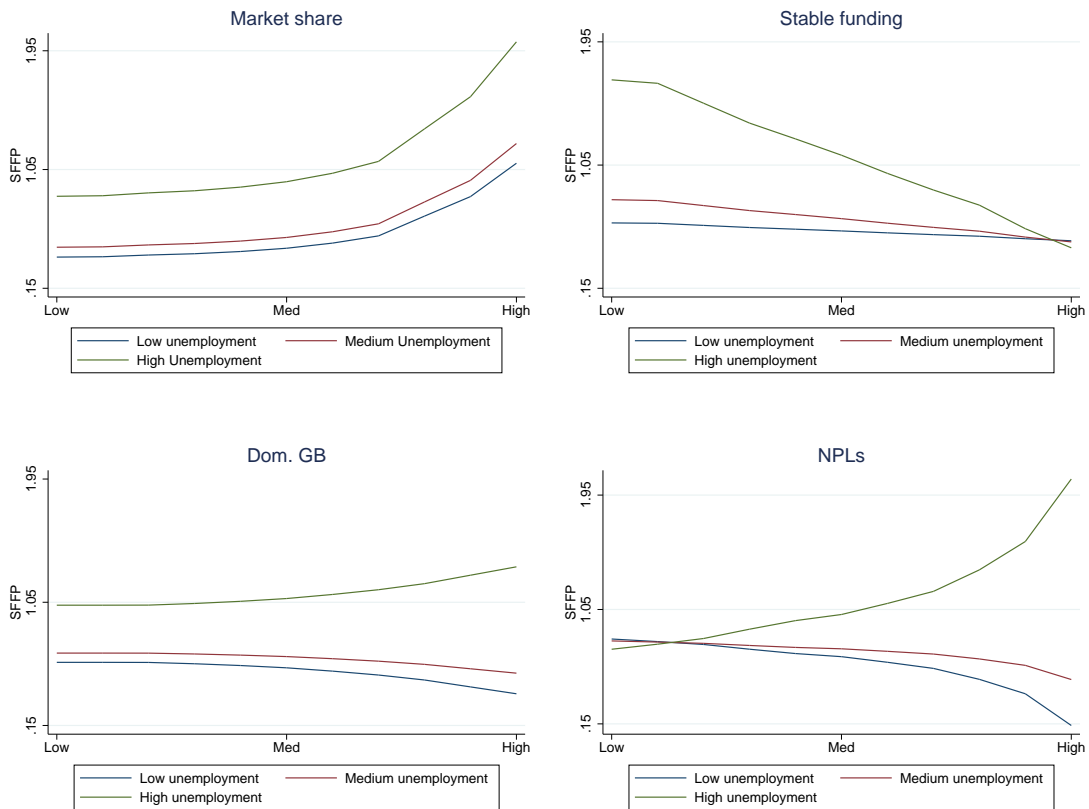 Market share
SFFP
1.95
1.05
.15
Low Med High
Low unemployment Medium Unemployment
High Unemployment
Stable funding
SFFP
1.95
1.05
.15
Low Med High
Low unemployment Medium unemployment
High unemployment
Dom. GB
SFFP
1.95
1.05
.15
Low Med High
Low unemployment Medium unemployment
High unemployment
NPLs
SFFP
1.95
1.05
.15
Low Med High
Low unemployment Medium unemployment
High unemployment